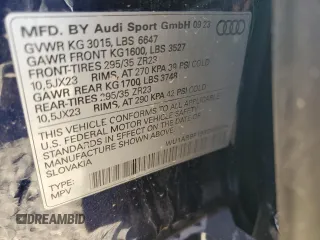 MFD. BY Audi Sport GmbH 09 23
GVWR KG 3015, LBS 6647
GAWR FRONT KG1600, LBS 3527
FRONT-TIRES 295/35 ZR23
10,5JX23 RIMS, AT 270 KPA 39 PSI COLD
GAWR REAR KG1700 LBS 3748
REAR-TIRES 295/35 ZR23
10,5JX23 RIMS, AT 290 KPA 42 PSI COLD
THIS VEHICLE CONFORMS TO ALL APPLICABLE
U.S. FEDERAL MOTOR VEHICLE SAFETY
STANDARDS IN EFFECT ON THE DATE OF
MANUFACTURE SHOWN ABOVE
SLOVAKIA
TYPE:
MPV
DREAMBID